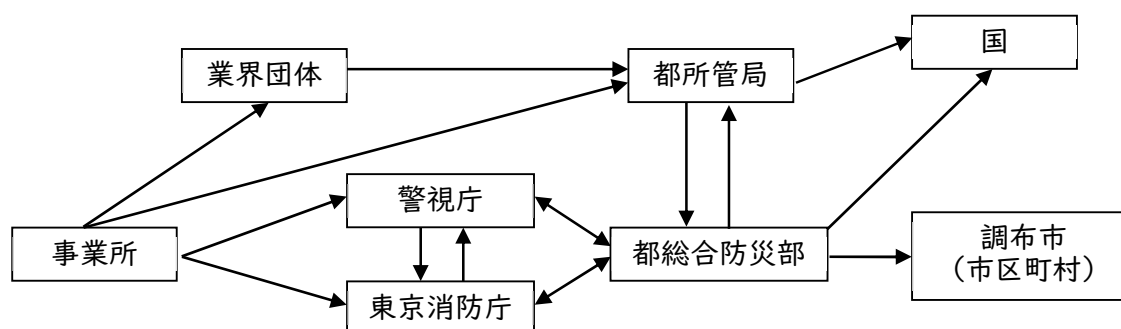 国
業界団体
都所管局
警視庁
事業所
都総合防災部
調布市
（市区町村）
東京消防庁